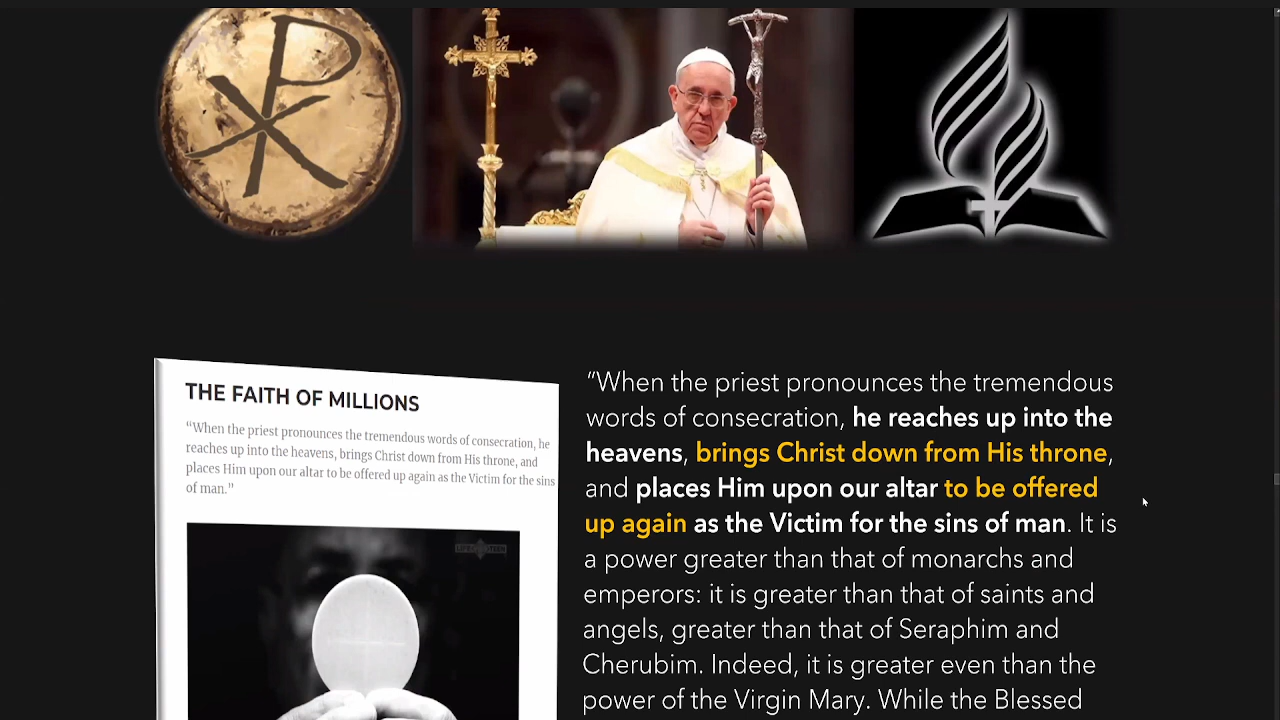 THE FAITH OF MILLIONS
“When the priest pronounces the tremendous words of consecration, he
reaches up into the heavens, brings Christ down from His throne, and
places Him upon our altar to be offered up again as the Victim for the sins
of man.”
“When the priest pronounces the tremendous
words of consecration, he reaches up into the
heavens, brings Christ down from His throne,
and places Him upon our altar to be offered
up again as the Victim for the sins of man. It is
a power greater than that of monarchs and
emperors: it is greater than that of saints and
angels, greater than that of Seraphim and
Cherubim. Indeed, it is greater even than the
power of the Virgin Mary. While the Blessed